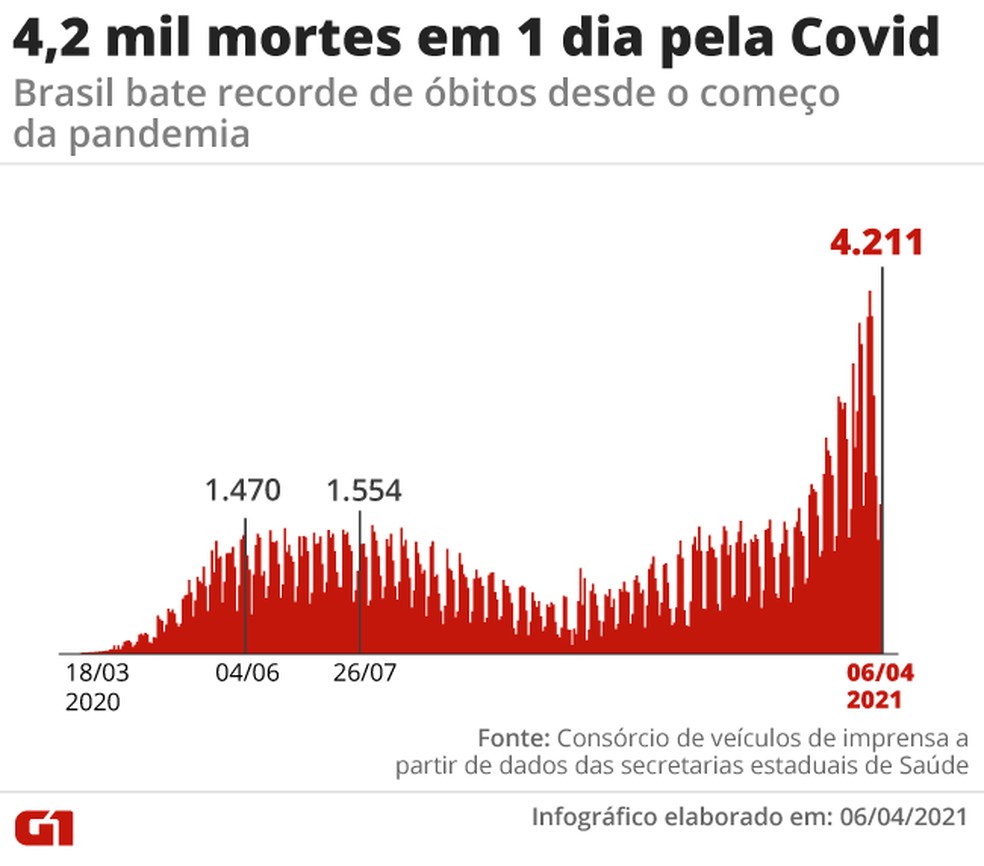 4,2 mil mortes em 1 dia pela Covid
Brasil bate recorde de óbitos desde o começo
da pandemia
4.211
1.470
1.554
18/03
2020
04/06
26/07
06/04
2021
Fonte: Consórcio de veículos de imprensa a
partir de dados das secretarias estaduais de Saúde
G1
Infográfico elaborado em: 06/04/2021